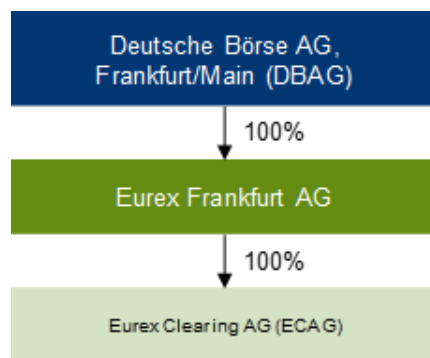 Deutsche Börse AG,
Frankfurt/Main (DBAG)
100%
Eurex Frankfurt AG
100%
Eurex Clearing AG (ECAG)